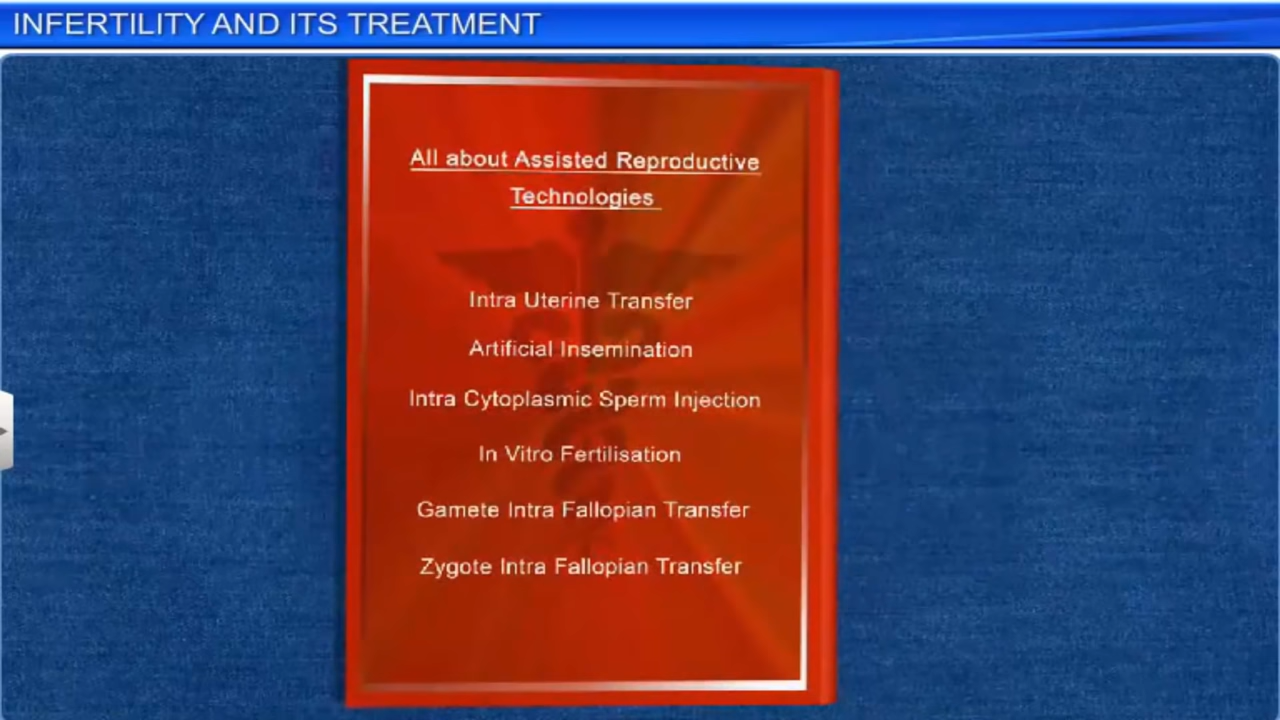 INFERTILITY AND ITS TREATMENT
All about Assisted Reproductive
Technologies
Intra Uterine Transfer
Artificial Insemination
Intra Cytoplasmic Sperm Injection
In Vitro Fertilisation
Gamete Intra Fallopian Transfer
Zygote Intra Fallopian Transfer